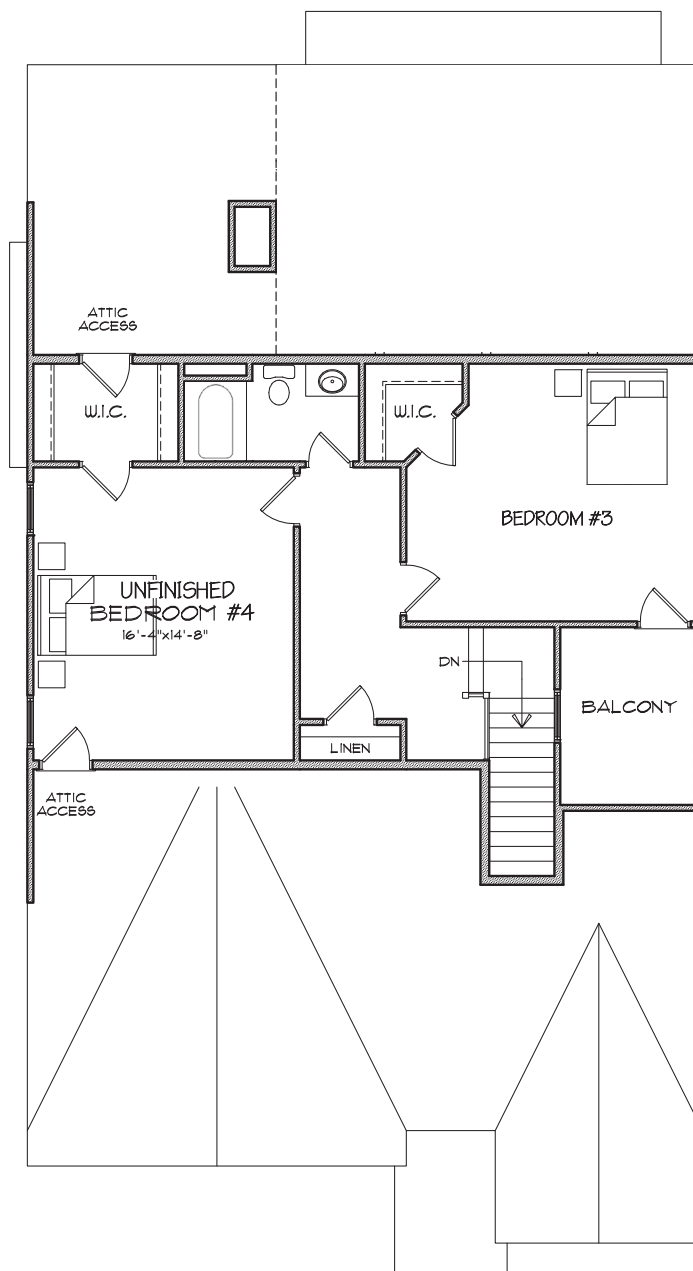 ATTIC
ACCESS
W.I.C.
W.I.C.
BEDROOM #3
UNFINISHED
BEDROOM #4
16'-4"x14'-8"
DN
BALCONY
LINEN
ATTIC
ACCESS